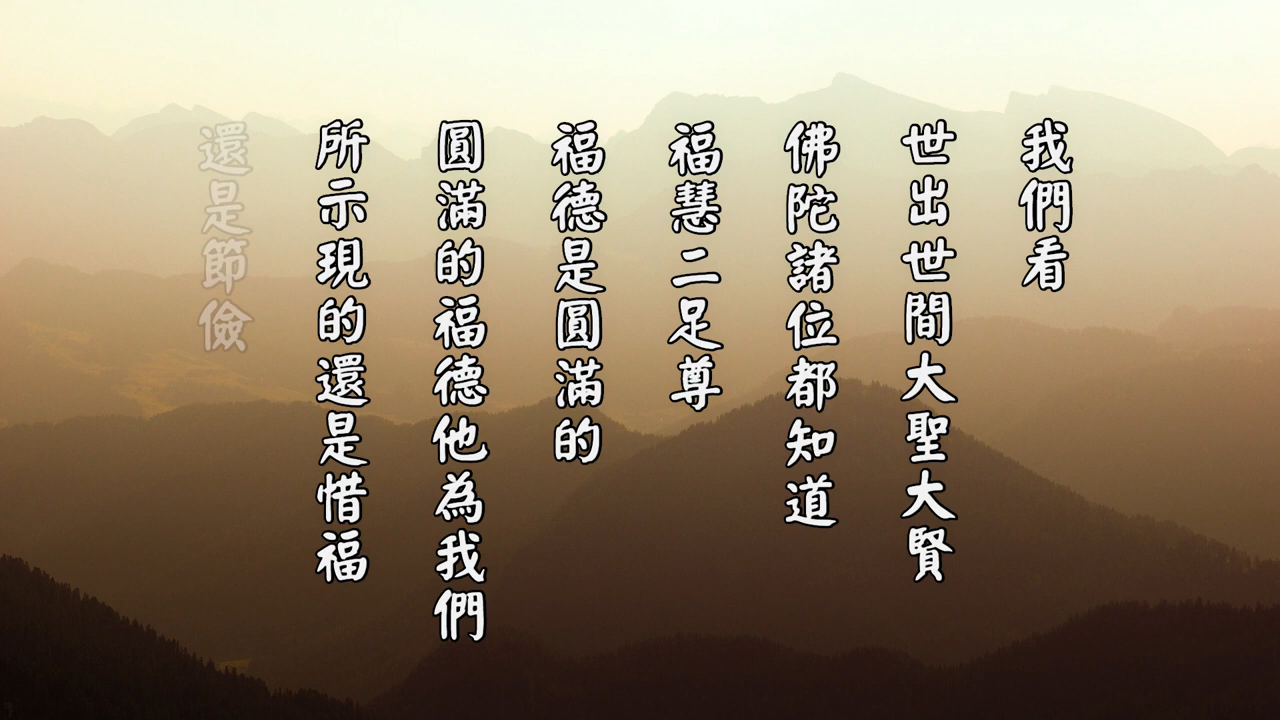 我們看
世出世間大聖大賢
佛陀諸位都知道
福慧二足尊
福德是圓滿的
圓滿的福德他為我們
所示現的還是惜福
還是節儉